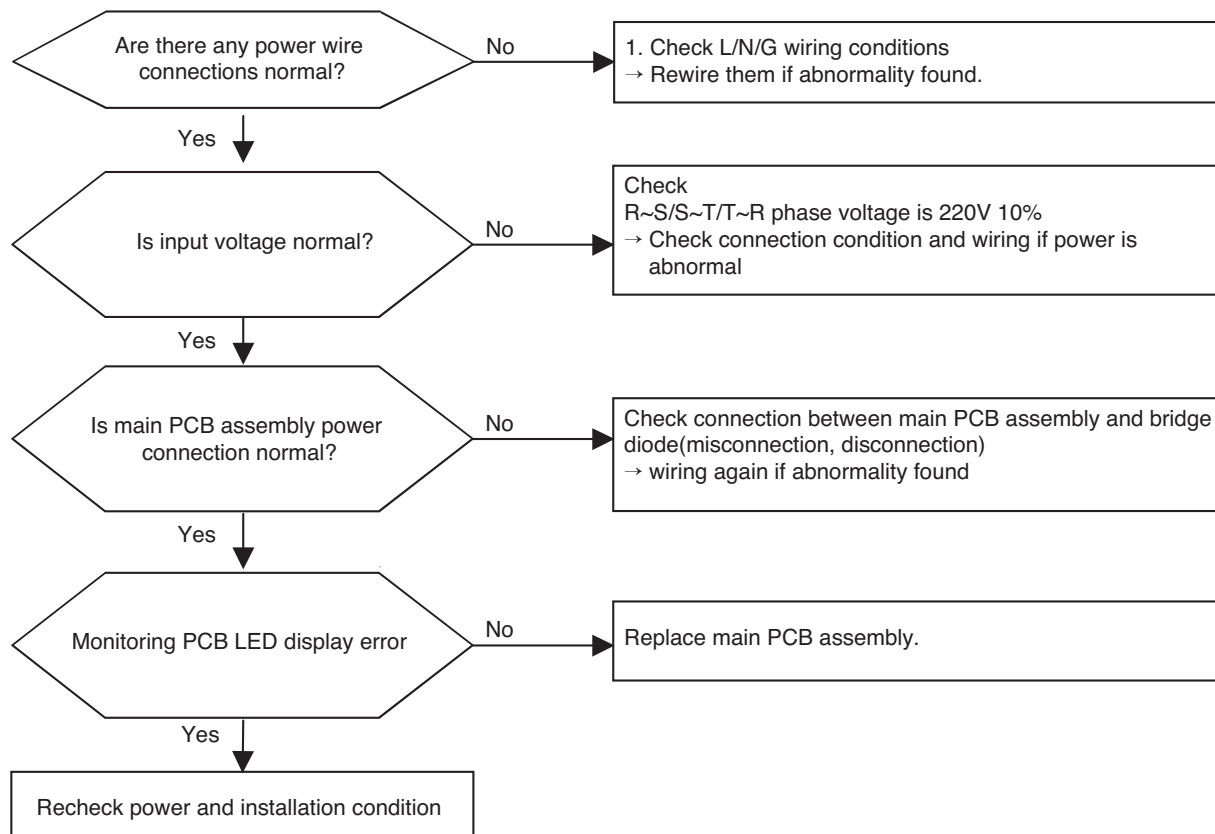 Are there any power wire
connections normal?
No
1. Check L/N/G wiring conditions
→ Rewire them if abnormality found.
Yes
Is input voltage normal?
No
Check
R~S/S~T/T~R phase voltage is 220V 10%
→ Check connection condition and wiring if power is
abnormal
Yes
Is main PCB assembly power
connection normal?
No
Check connection between main PCB assembly and bridge
diode(misconnection, disconnection)
→ wiring again if abnormality found
Yes
Monitoring PCB LED display error
No
Replace main PCB assembly.
Yes
Recheck power and installation condition